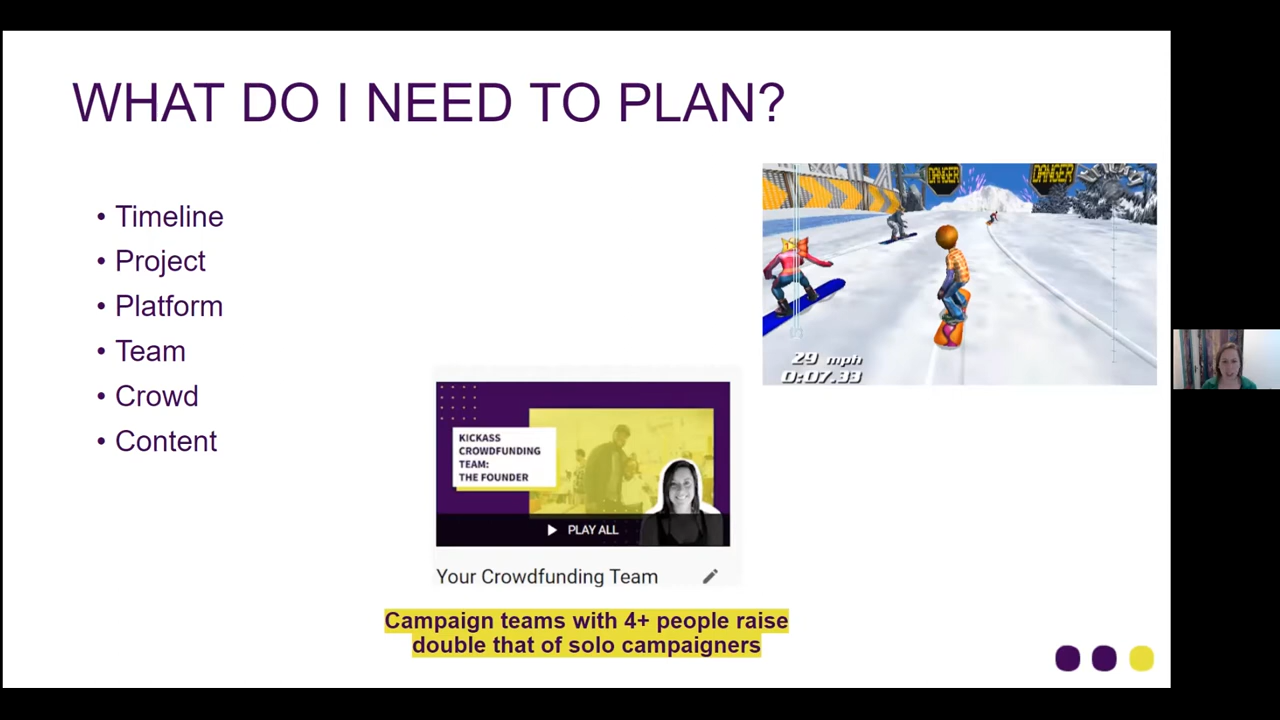 WHAT DO I NEED TO PLAN?
• Timeline
• Project
• Platform
• Team
• Crowd
• Content
DANGER
DANGER
29 mph
0:07.33
KICKASS
CROWDFUNDING
TEAM:
THE FOUNDER
PLAY ALL
Your Crowdfunding Team
Campaign teams with 4+ people raise
double that of solo campaigners